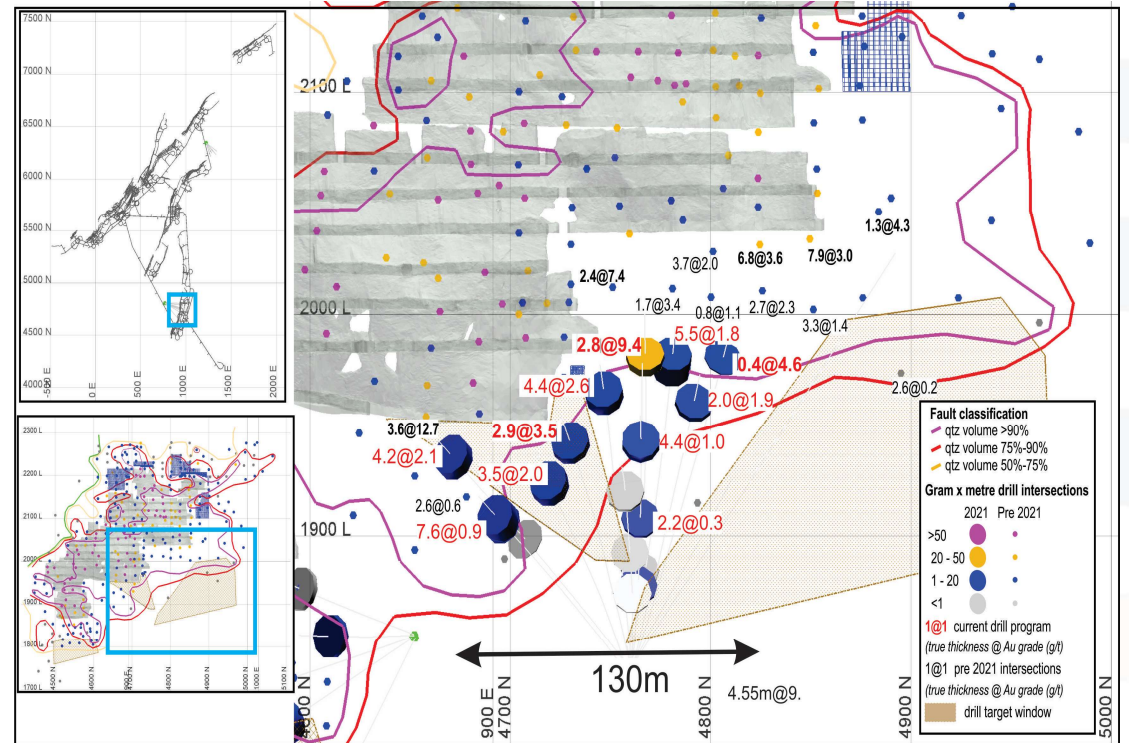 7500 N
7000 N
6500 N
6000 N
5500 N
5000 N
4500 N
4000 N
-500 E
0 E
500 E
1000 E
1500 E
2000 E
2300 L
2200 L
2100 L
2000 L
1900 L
1800 L
1700 L
4500 N
4600 N
4700 N
4800 N
4900 N
5000 N
1000 E
5100 N
2100 L
2000 L
1900 L
1.3@4.3
7.9@3.0
6.8@3.6
3.7@2.0
2.4@7.4
1.7@3.4
0.8@1.1
2.7@2.3
3.3@1.4
2.8@9.4
5.5@1.8
0.4@4.6
4.4@2.6
2.0@1.9
2.6@0.2
3.6@12.7
2.9@3.5
4.4@1.0
4.2@2.1
3.5@2.0
2.6@0.6
7.6@0.9
2.2@0.3
130m
4.55m@9.
900 E
4700 N
4800 N
4900 N
5000 N
Fault classification
qtz volume >90%
qtz volume 75%-90%
qtz volume 50%-75%
Gram x metre drill intersections
2021 Pre 2021
>50
20 - 50
1 - 20
<1
1@1 current drill program
(true thickness @ Au grade (g/t)
1@1 pre 2021 intersections
(true thickness @ Au grade (g/t)
drill target window